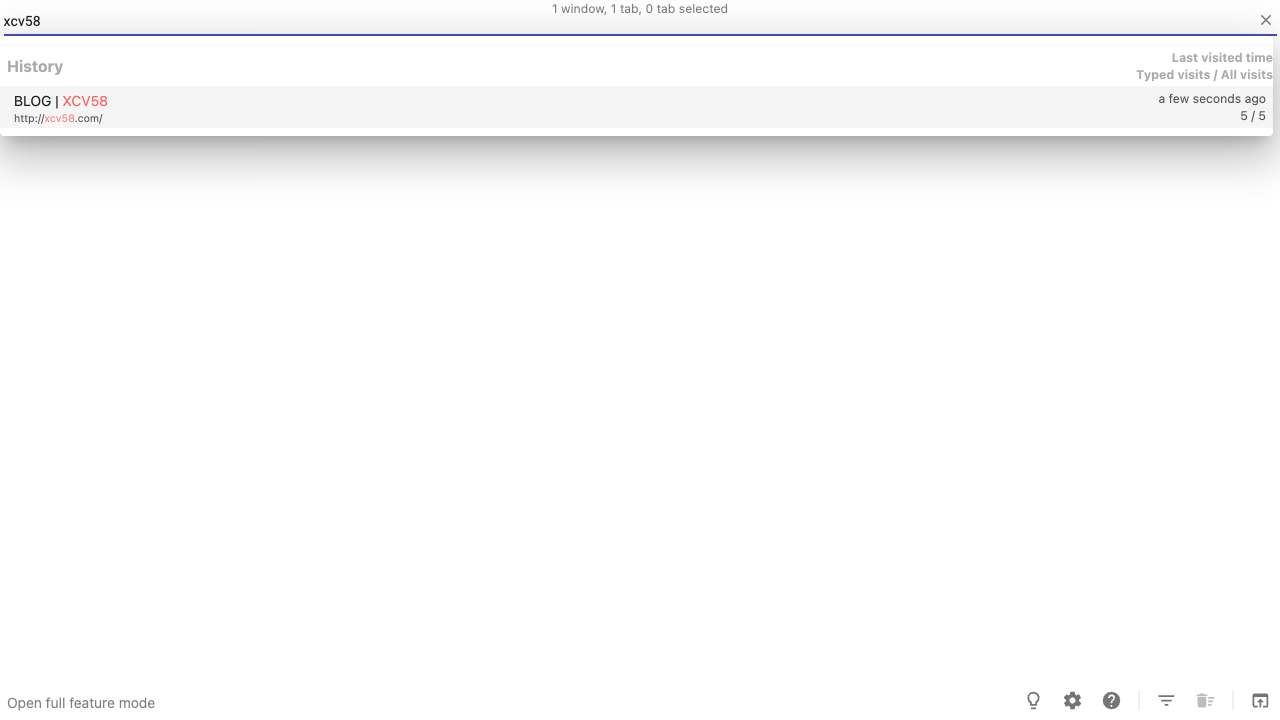 1 window, 1 tab, 0 tab selected
xcv58
History
Last visited time
Typed visits / All visits
BLOG | XCV58
a few seconds ago
http://xcv58.com/
5 / 5
Open full feature mode